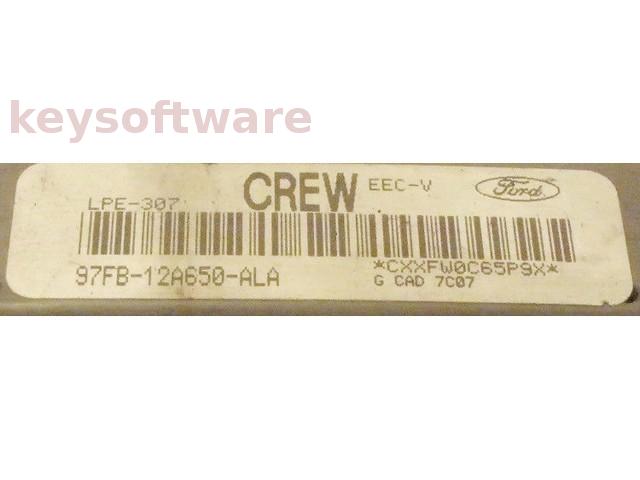 keysoftware
LPE-307 CREW EEC-V Ford
97FB-12A650-ALA *CXXFW0C65P9X*
G CAD 7C07